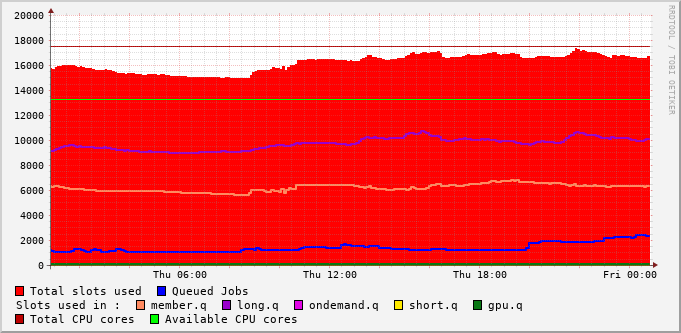 RRDTOOL / TOBI OETIKER
20000
18000
16000
14000
12000
10000
8000
6000
4000
2000
0
Thu 06:00 Thu 12:00 Thu 18:00 Fri 00:00
Total slots used Queued Jobs
Slots used in : member.q long.q ondemand.q short.q gpu.q
Total CPU cores Available CPU cores